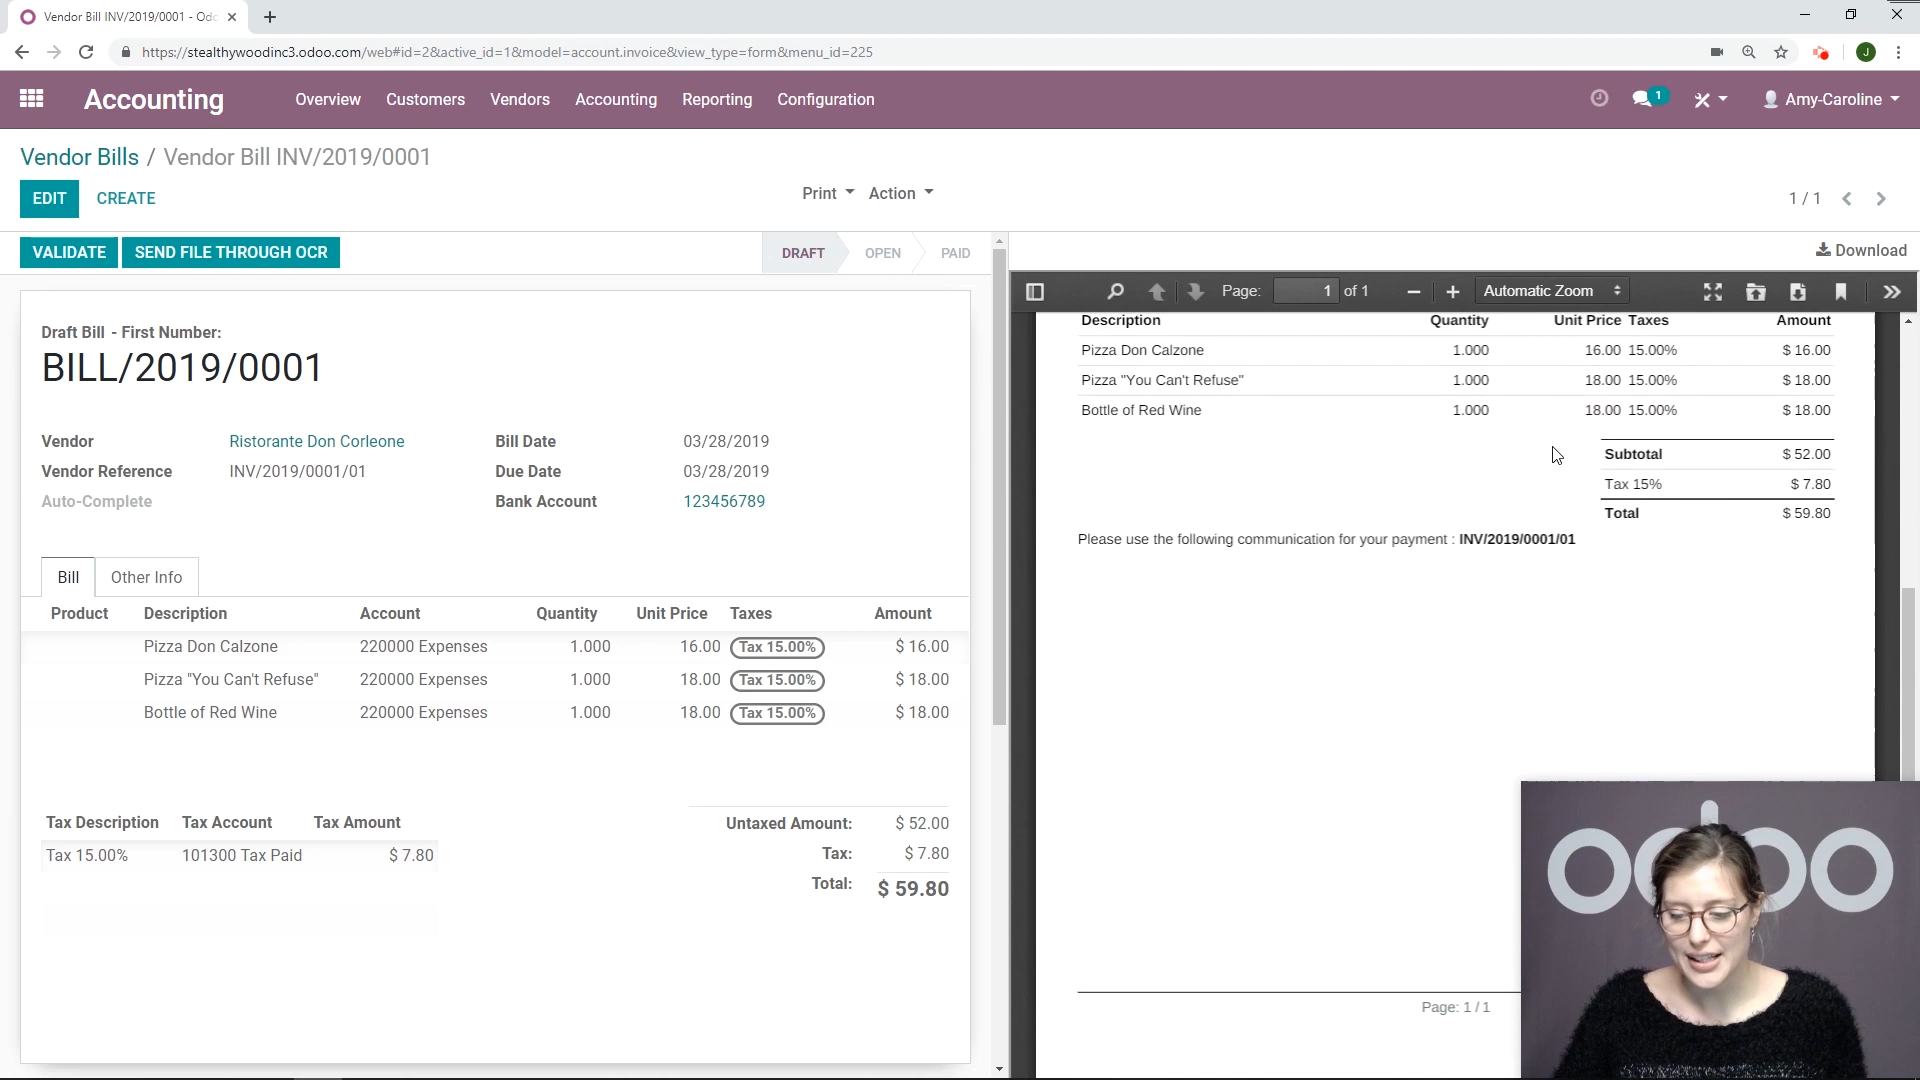 Vendor Bill INV/2019/0001 - Odo
https://stealthywoodinc3.odoo.com/web#id=2&active_id=1&model=account.invoice&view_type=form&menu_id=225
J
Accounting Overview Customers Vendors Accounting Reporting Configuration 1 Amy-Caroline
Vendor Bills / Vendor Bill INV/2019/0001
EDIT CREATE Print Action 1 / 1
VALIDATE SEND FILE THROUGH OCR DRAFT OPEN PAID
Draft Bill - First Number:
BILL/2019/0001
Vendor Ristorante Don Corleone Bill Date 03/28/2019
Vendor Reference INV/2019/0001/01 Due Date 03/28/2019
Auto-Complete Bank Account 123456789
Bill Other Info
Product Description Account Quantity Unit Price Taxes Amount
Pizza Don Calzone 220000 Expenses 1.000 16.00 Tax 15.00% $ 16.00
Pizza "You Can't Refuse" 220000 Expenses 1.000 18.00 Tax 15.00% $ 18.00
Bottle of Red Wine 220000 Expenses 1.000 18.00 Tax 15.00% $ 18.00
Tax Description Tax Account Tax Amount
Tax 15.00% 101300 Tax Paid $ 7.80
Untaxed Amount: $ 52.00
Tax: $ 7.80
Total: $ 59.80
Download
Page: 1 of 1 Automatic Zoom
Description Quantity Unit Price Taxes Amount
Pizza Don Calzone 1.000 16.00 15.00% $ 16.00
Pizza "You Can't Refuse" 1.000 18.00 15.00% $ 18.00
Bottle of Red Wine 1.000 18.00 15.00% $ 18.00
Subtotal $ 52.00
Tax 15% $ 7.80
Total $ 59.80
Please use the following communication for your payment : INV/2019/0001/01
Page: 1 / 1
odoo